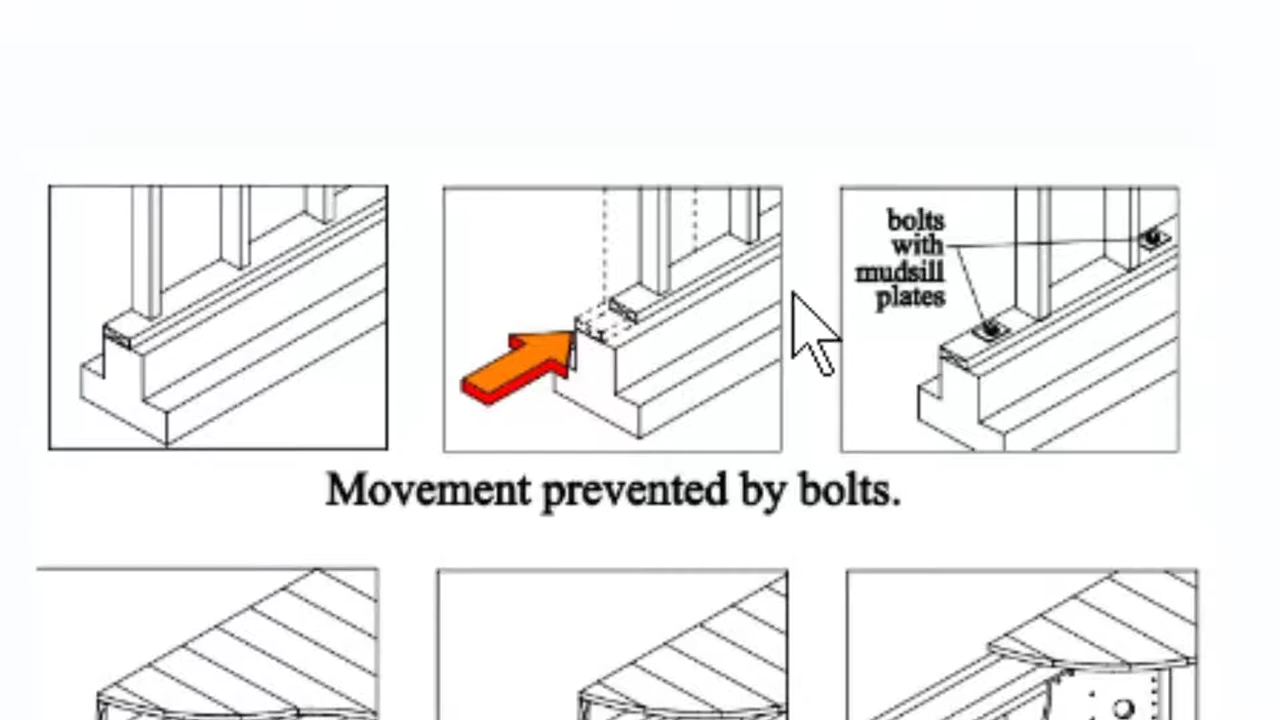 bolts
with
mudsill
plates
Movement prevented by bolts.